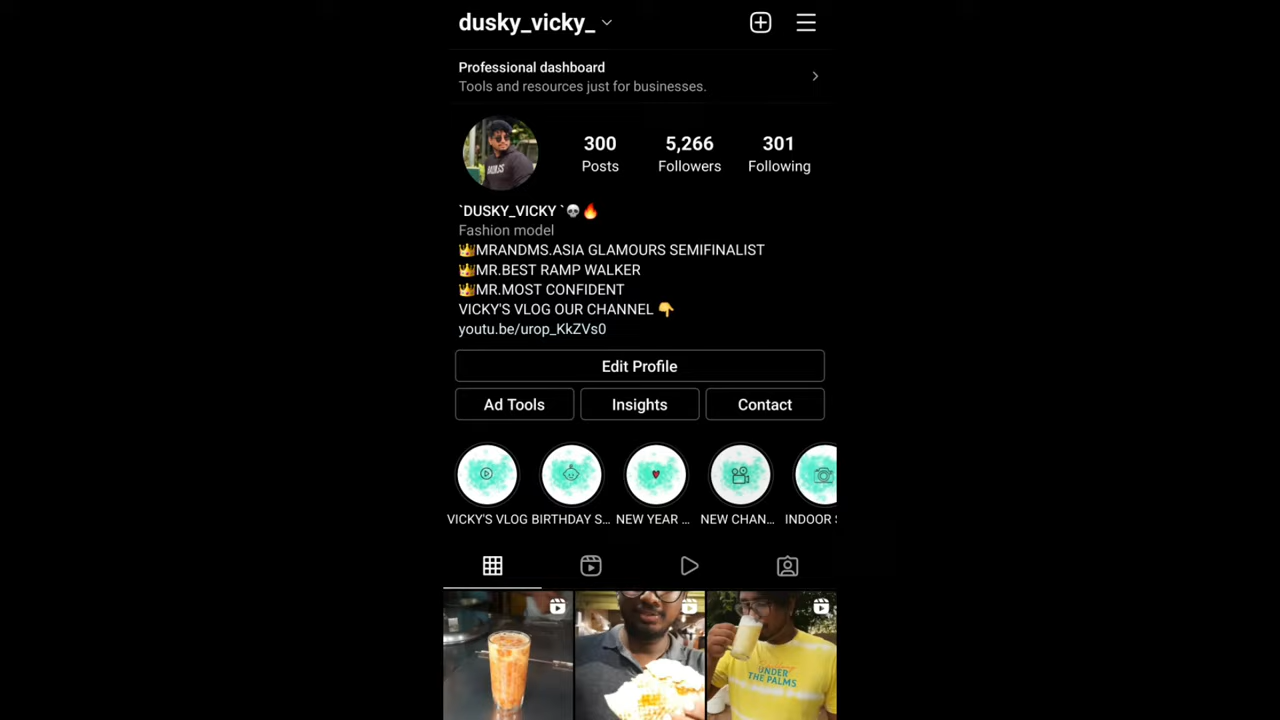 dusky_vicky_
Professional dashboard
Tools and resources just for businesses.
300
5,266
301
Posts
Followers
Following
`DUSKY_VICKY `💀🔥
Fashion model
👑MRANDMS.ASIA GLAMOURS SEMIFINALIST
👑MR.BEST RAMP WALKER
👑MR.MOST CONFIDENT
VICKY'S VLOG OUR CHANNEL 👇
youtu.be/urop_KkZVs0
Edit Profile
Ad Tools
Insights
Contact
VICKY'S VLOG
BIRTHDAY S...
NEW YEAR ...
NEW CHAN...
INDOOR S
UNDER
THE PALMS